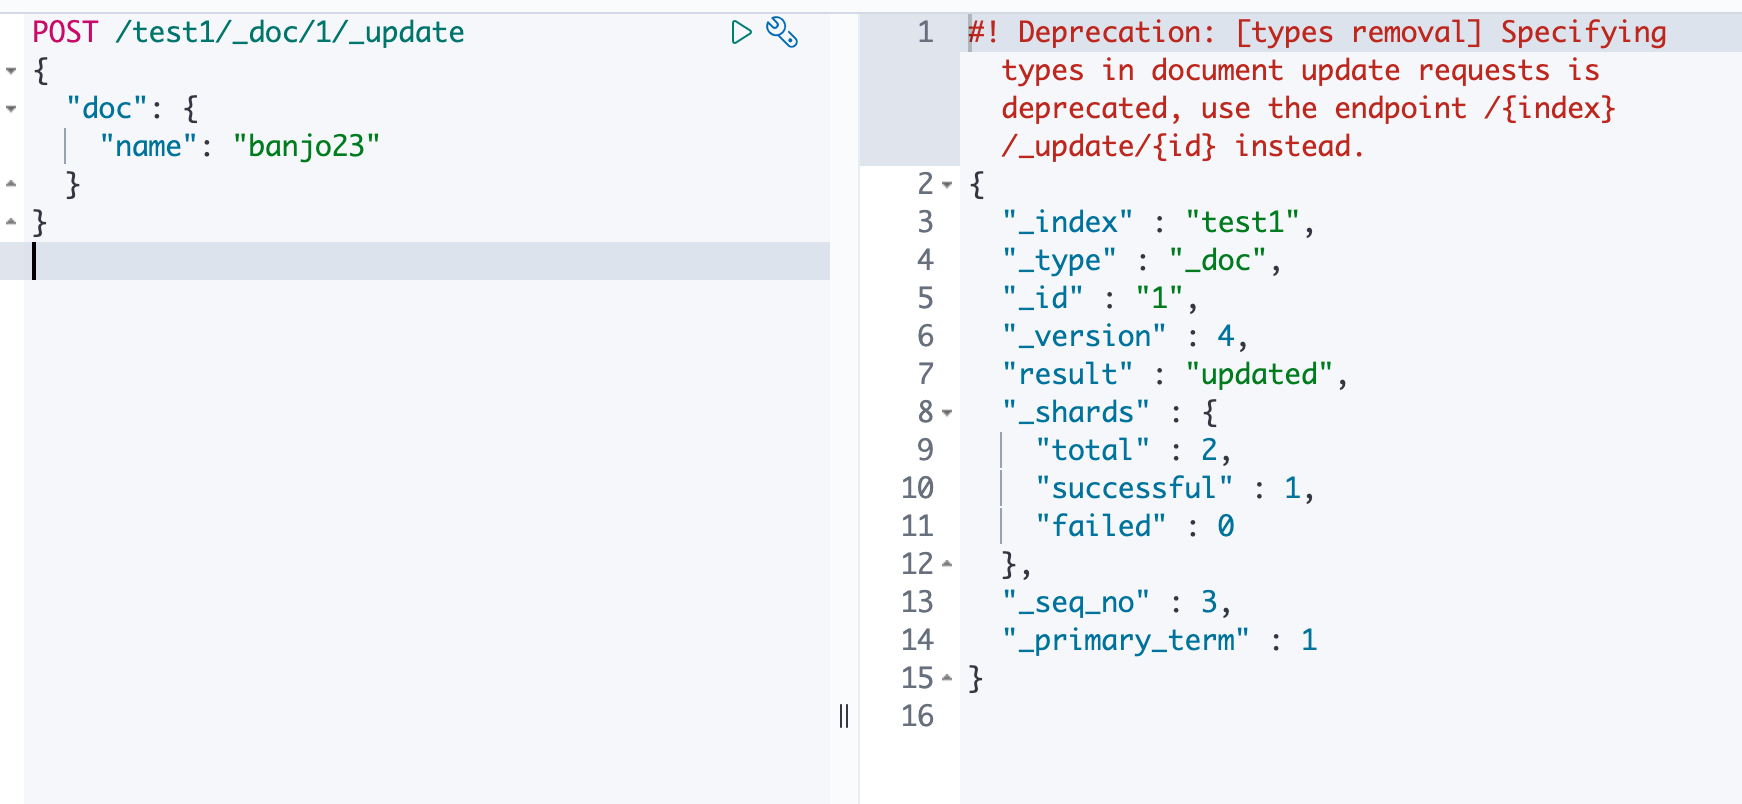 POST /test1/_doc/1/_update
{
  "doc": {
    "name": "banjo23"
  }
}
1 #! Deprecation: [types removal] Specifying
types in document update requests is
deprecated, use the endpoint /{index}
/_update/{id} instead.
2 {
3   "_index" : "test1",
4   "_type" : "_doc",
5   "_id" : "1",
6   "_version" : 4,
7   "result" : "updated",
8   "_shards" : {
9     "total" : 2,
10     "successful" : 1,
11     "failed" : 0
12   },
13   "_seq_no" : 3,
14   "_primary_term" : 1
15 }
16